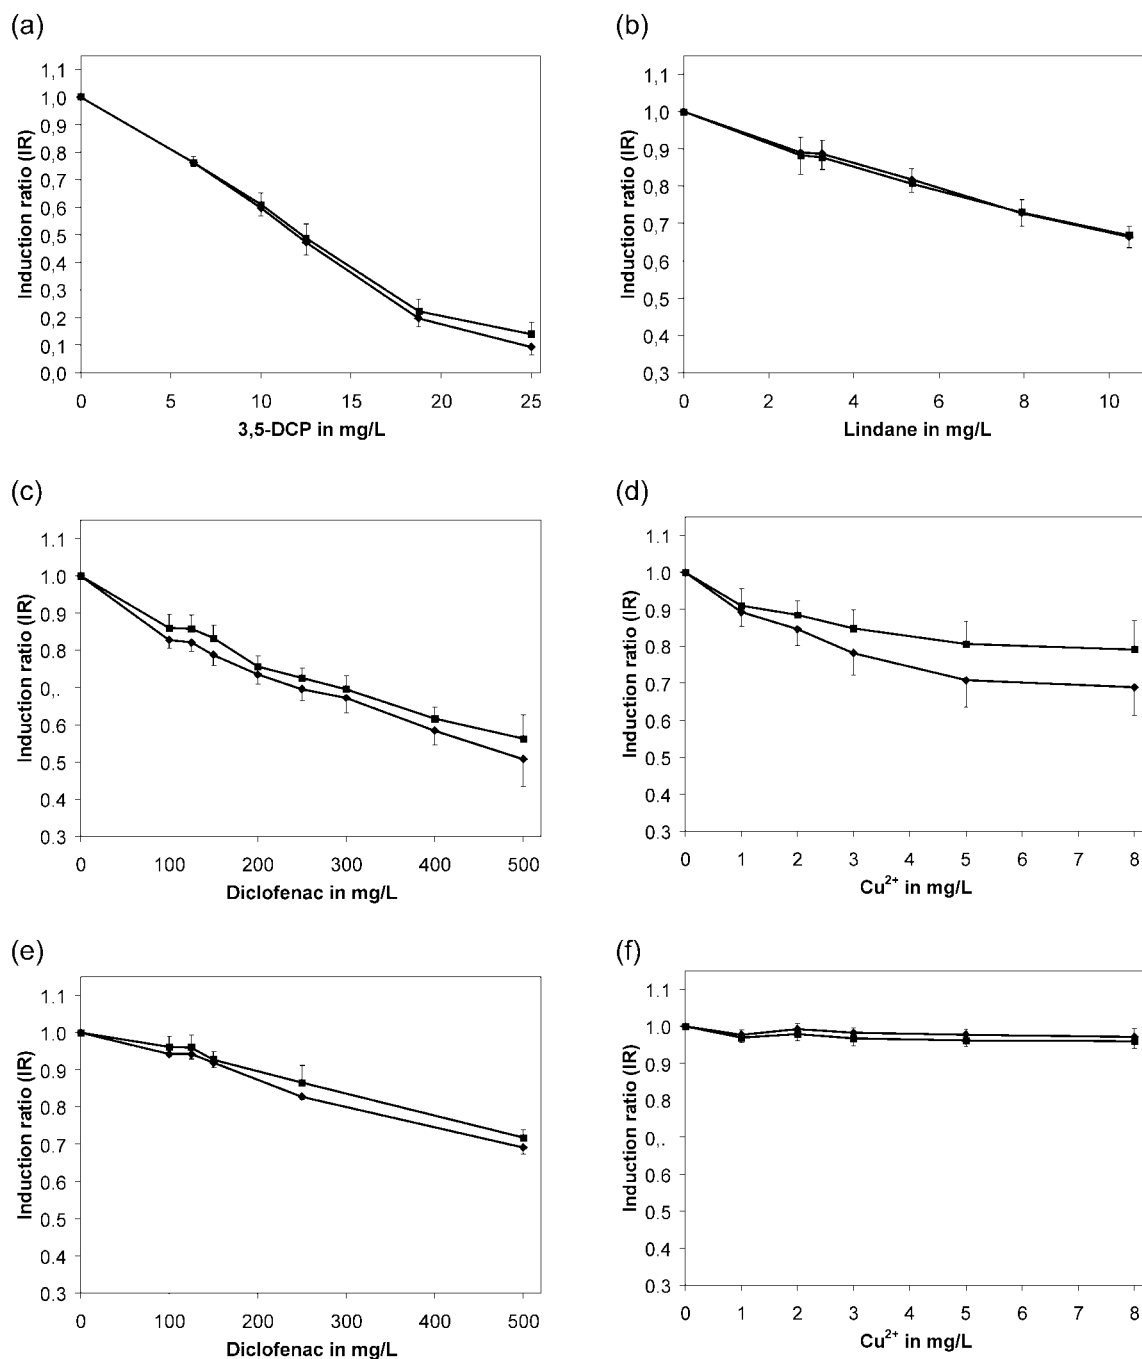 (a)
1,1
1,0
0,9
0,8
0,7
0,6
0,5
0,4
0,3
0,2
0,1
0,0
Induction ratio (IR)
0 5 10 15 20 25
3,5-DCP in mg/L
(b)
1,1
1,0
0,9
0,8
0,7
0,6
0,5
0,4
0,3
Induction ratio (IR)
0 2 4 6 8 10
Lindane in mg/L
(c)
1.1
1.0
0.9
0.8
0,.
0.6
0.5
0.4
0.3
Induction ratio (IR)
0 100 200 300 400 500
Diclofenac in mg/L
(d)
1.1
1.0
0.9
0.8
0.7
0.6
0.5
0.4
0.3
Induction ratio (IR)
0 1 2 3 4 5 6 7 8
Cu²⁺ in mg/L
(e)
1.1
1.0
0.9
0.8
0.7
0.6
0.5
0.4
0.3
Induction ratio (IR)
0 100 200 300 400 500
Diclofenac in mg/L
(f)
1.1
1.0
0.9
0.8
0,.
0.6
0.5
0.4
0.3
Induction ratio (IR)
0 1 2 3 4 5 6 7 8
Cu²⁺ in mg/L